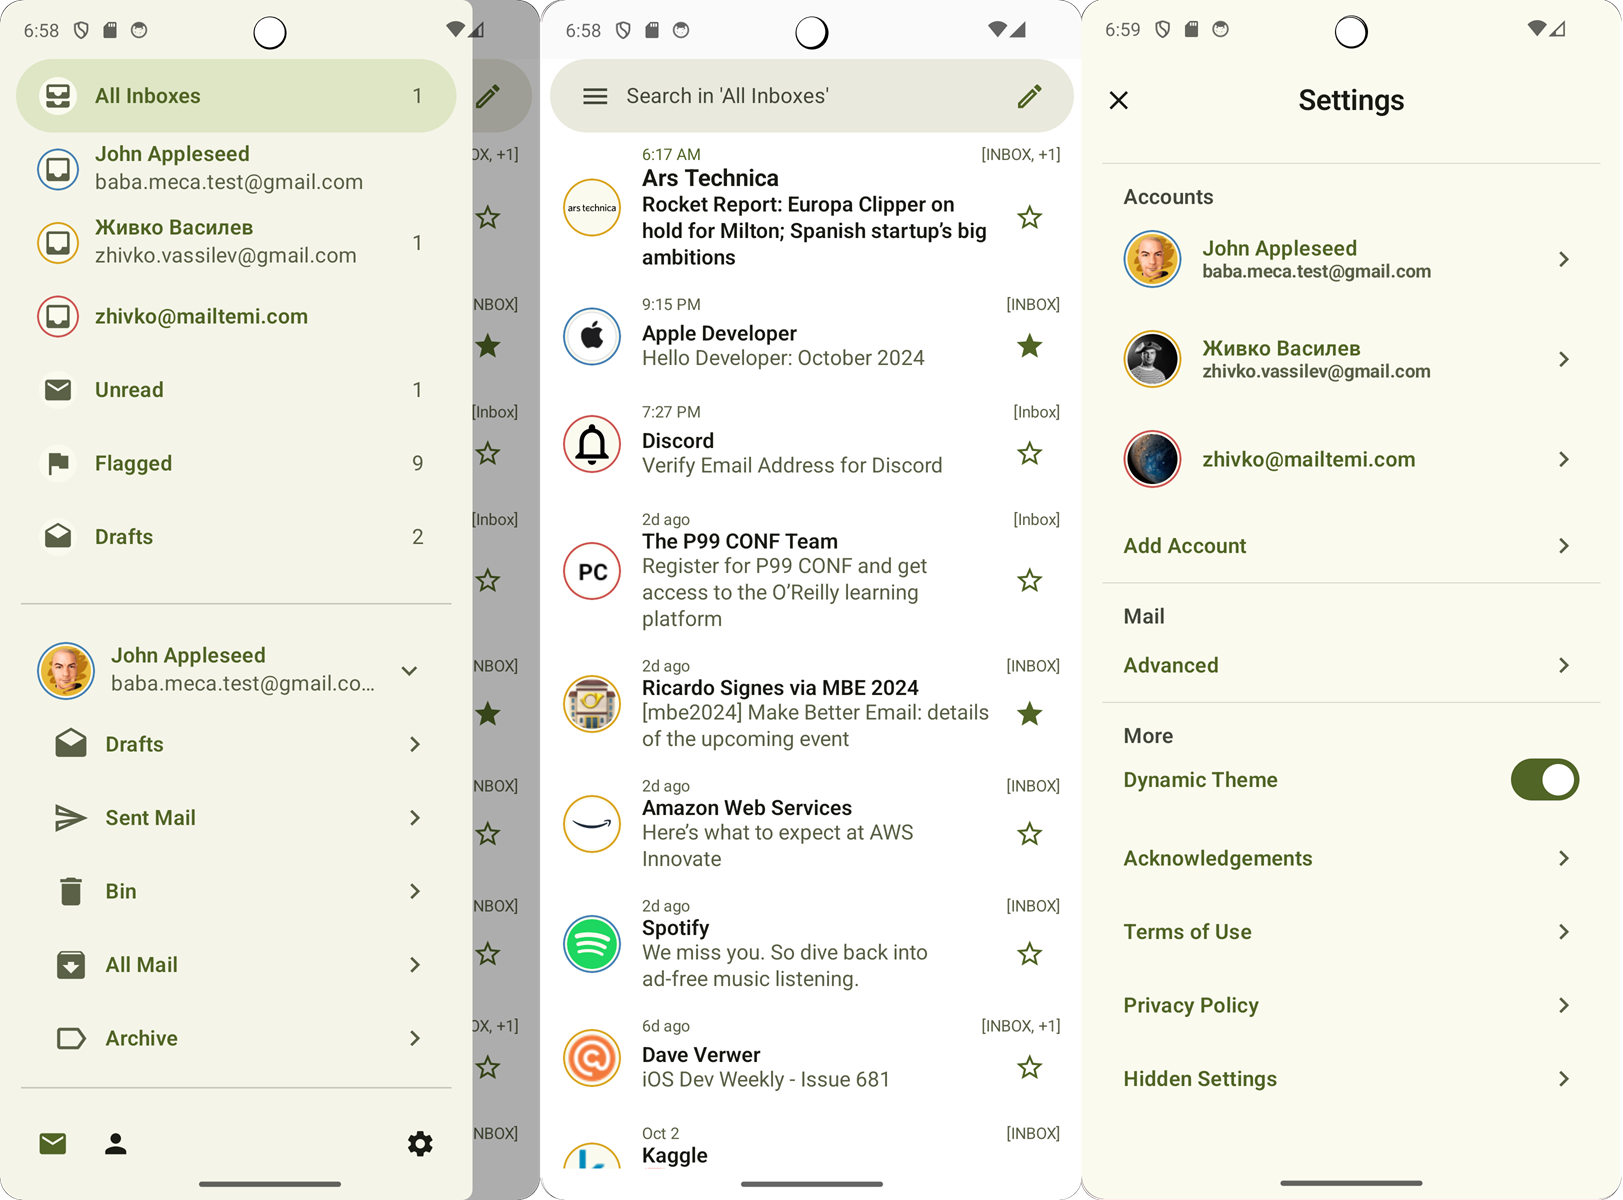 6:58
All Inboxes 1
John Appleseed
baba.meca.test@gmail.com
Живко Василев
zhivko.vassilev@gmail.com 1
zhivko@mailtemi.com
Unread 1
Flagged 9
Drafts 2
John Appleseed
baba.meca.test@gmail.co...
Drafts
Sent Mail
Bin
All Mail
Archive
OX, +1]
NBOX]
[Inbox]
[Inbox]
NBOX]
NBOX]
NBOX]
OX, +1]
NBOX]
6:58
Search in 'All Inboxes'
6:17 AM [INBOX, +1]
ars technica
Ars Technica
Rocket Report: Europa Clipper on
hold for Milton; Spanish startup’s big
ambitions
9:15 PM [INBOX]
Apple Developer
Hello Developer: October 2024
7:27 PM [Inbox]
Discord
Verify Email Address for Discord
2d ago [Inbox]
PC
The P99 CONF Team
Register for P99 CONF and get
access to the O’Reilly learning
platform
2d ago [INBOX]
Ricardo Signes via MBE 2024
[mbe2024] Make Better Email: details
of the upcoming event
2d ago [INBOX]
Amazon Web Services
Here’s what to expect at AWS
Innovate
2d ago [INBOX]
Spotify
We miss you. So dive back into
ad-free music listening.
6d ago [INBOX, +1]
Dave Verwer
iOS Dev Weekly - Issue 681
Oct 2 [INBOX]
Kaggle
6:59
Settings
Accounts
John Appleseed
baba.meca.test@gmail.com
Живко Василев
zhivko.vassilev@gmail.com
zhivko@mailtemi.com
Add Account
Mail
Advanced
More
Dynamic Theme
Acknowledgements
Terms of Use
Privacy Policy
Hidden Settings